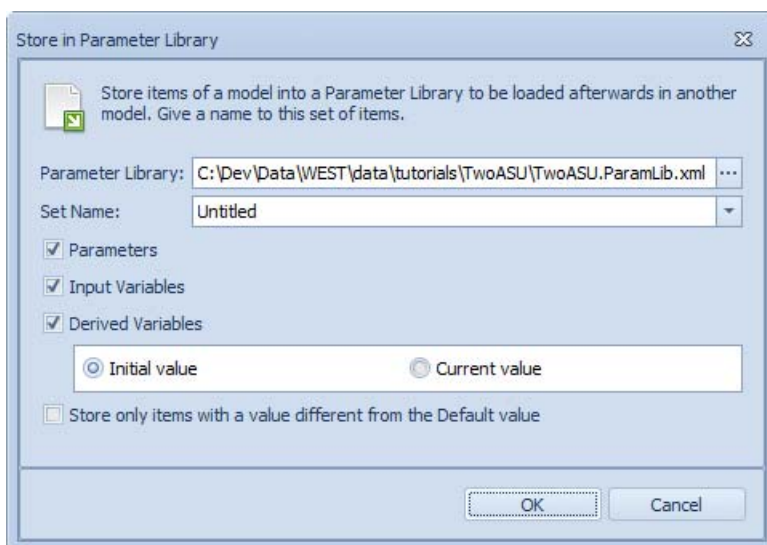 Store in Parameter Library
Store items of a model into a Parameter Library to be loaded afterwards in another
model. Give a name to this set of items.
Parameter Library: C:\Dev\Data\WEST\data\tutorials\TwoASU\TwoASU.ParamLib.xml ...
Set Name: Untitled
Parameters
Input Variables
Derived Variables
Initial value Current value
Store only items with a value different from the Default value
OK Cancel